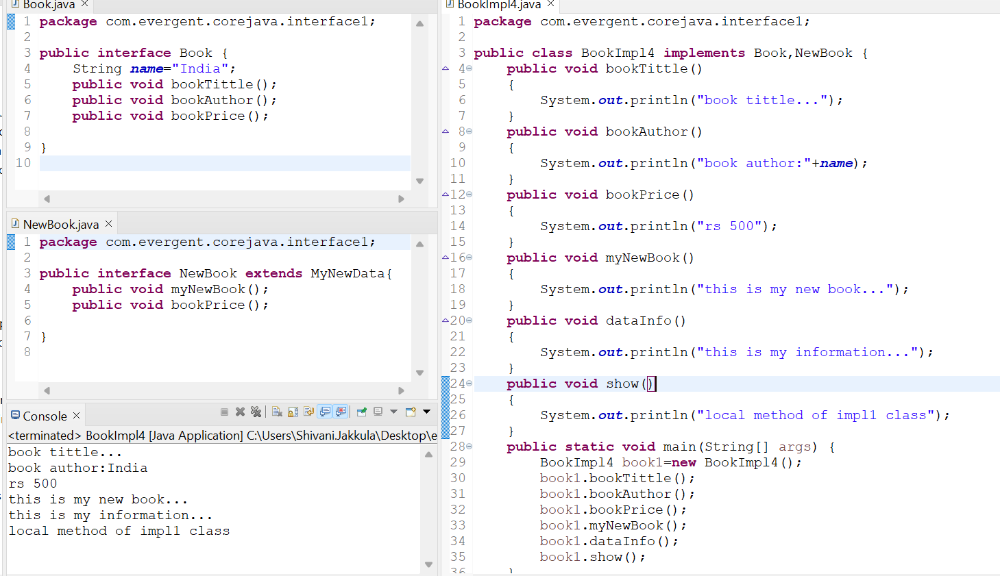 Book.java
1 package com.evergent.corejava.interface1;
2
3 public interface Book {
4     String name="India";
5     public void bookTittle();
6     public void bookAuthor();
7     public void bookPrice();
8
9 }
10
NewBook.java
1 package com.evergent.corejava.interface1;
2
3 public interface NewBook extends MyNewData{
4     public void myNewBook();
5     public void bookPrice();
6
7 }
8
Console
<terminated> BookImpl4 [Java Application] C:\Users\Shivani.Jakkula\Desktop\e
book tittle...
book author:India
rs 500
this is my new book...
this is my information...
local method of impl1 class
BookImpl4.java
1 package com.evergent.corejava.interface1;
2
3 public class BookImpl4 implements Book,NewBook {
4     public void bookTittle()
5     {
6         System.out.println("book tittle...");
7     }
8     public void bookAuthor()
9     {
10         System.out.println("book author:"+name);
11     }
12     public void bookPrice()
13     {
14         System.out.println("rs 500");
15     }
16     public void myNewBook()
17     {
18         System.out.println("this is my new book...");
19     }
20     public void dataInfo()
21     {
22         System.out.println("this is my information...");
23     }
24     public void show()
25     {
26         System.out.println("local method of impl1 class");
27     }
28     public static void main(String[] args) {
29         BookImpl4 book1=new BookImpl4();
30         book1.bookTittle();
31         book1.bookAuthor();
32         book1.bookPrice();
33         book1.myNewBook();
34         book1.dataInfo();
35         book1.show();
36     }